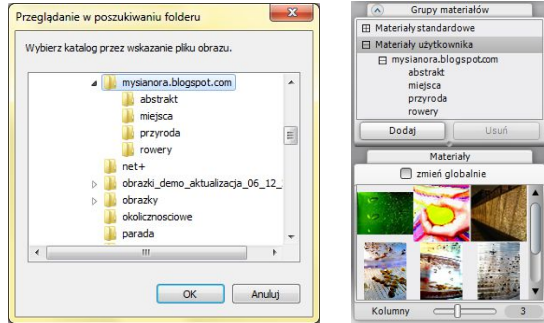 Przeglądanie w poszukiwaniu folderu
Wybierz katalog przez wskazanie pliku obrazu.
mysianora.blogspot.com
abstrakt
miejsca
przyroda
rowery
net+
obrazki_demo_aktualizacja_06_12_
obrazky
okolicznosciowe
parada
OK
Anuluj
Grupy materiałów
Materiały standardowe
Materiały użytkownika
mysianora.blogspot.com
abstrakt
miejsca
przyroda
rowery
Dodaj
Usuń
Materiały
zmień globalnie
Kolumny
3